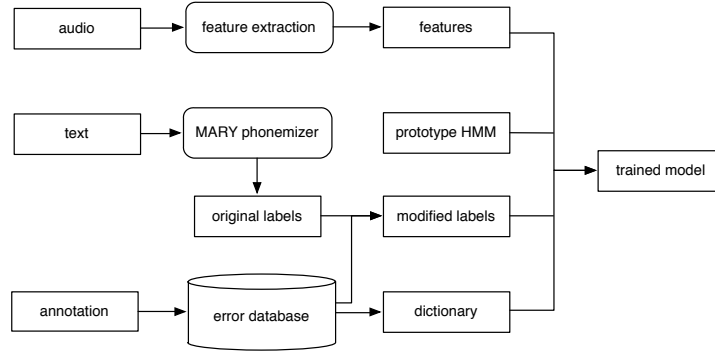 audio
feature extraction
features
text
MARY phonemizer
prototype HMM
trained model
original labels
modified labels
annotation
error database
dictionary